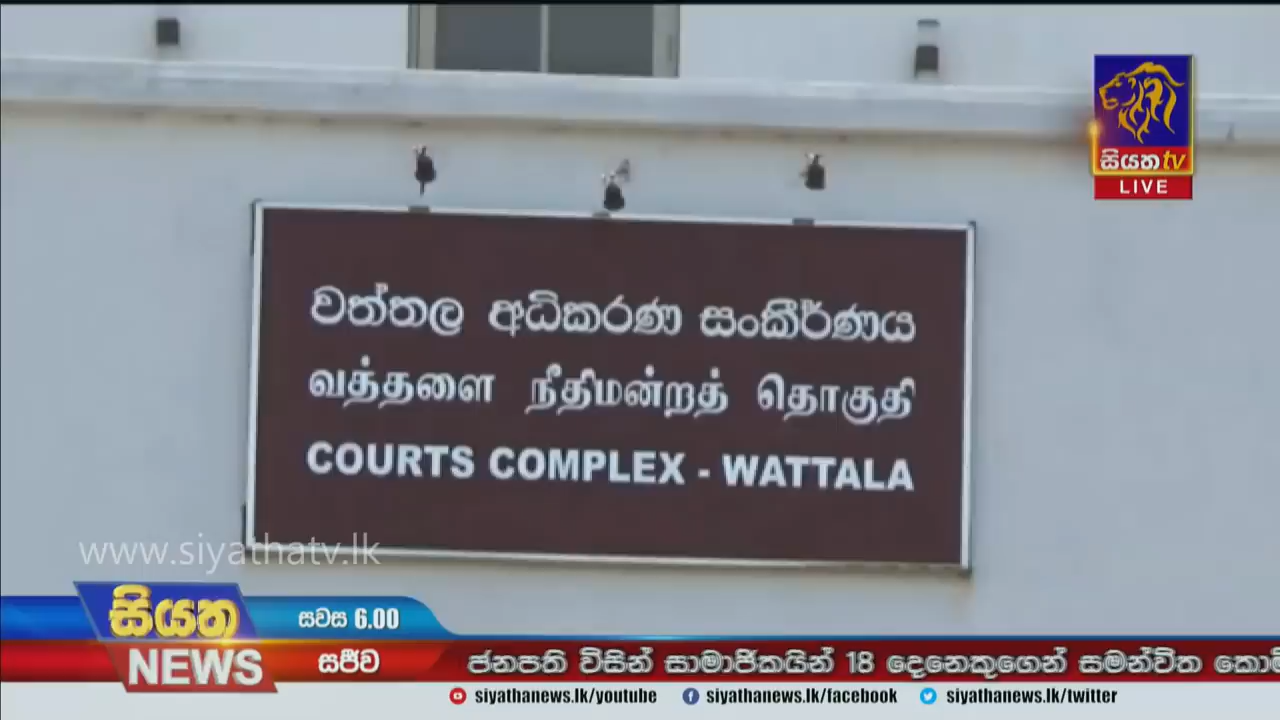 සියත tv
LIVE
වත්තල අධිකරණ සංකීර්ණය
வத்தளை நீதிமன்றத் தொகுதி
COURTS COMPLEX - WATTALA
www.siyathatv.lk
සියත
NEWS
සවස 6.00
සජීව
ජනපති විසින් සාමාජිකයින් 18 දෙනෙකුගෙන් සමන්විත
siyathanews.lk/youtube
siyathanews.lk/facebook
siyathanews.lk/twitter